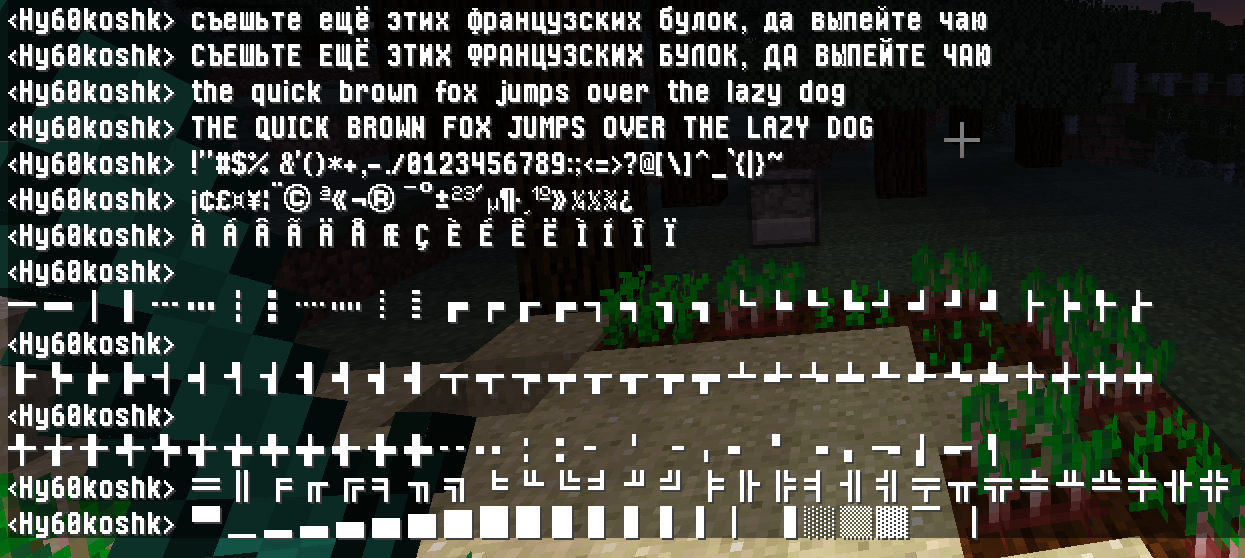 <Hy60koshk> съешьте ещё этих французских булок, да выпейте чаю
<Hy60koshk> СЪЕШЬТЕ ЕЩЁ ЭТИХ ФРАНЦУЗСКИХ БУЛОК, ДА ВЫПЕЙТЕ ЧАЮ
<Hy60koshk> the quick brown fox jumps over the lazy dog
<Hy60koshk> THE QUICK BROWN FOX JUMPS OVER THE LAZY DOG
<Hy60koshk> !"#$% &'()*+,-./0123456789:;<=>?@[\]^_`{|}~
<Hy60koshk> ¡¢£¤¥¦¨©ª«¬®¯°±²³´µ¶·¸¹º»¼½¾¿
<Hy60koshk> À Á Â Ã Ä Å Æ Ç È É Ê Ë Ì Í Î Ï
<Hy60koshk>
─━│┃┄┅┆┇┈┉┊┋┌┍┎┏┐┑┒┓└┕┖┗┘┙┚┛├┝┞┟
<Hy60koshk>
┠┡┢┣┤┥┦┧┨┩┪┫┬┭┮┯┰┱┲┳┴┵┶┷┸┹┺┻┼┽┾┿
<Hy60koshk>
╀╁╂╃╄╅╆╇╈╉╊╋╌╍╎╏╴╵╶╷╸╹╺╻╼╽╾╿
<Hy60koshk> ═║╒╓╔╕╖╗╘╙╚╛╜╝╞╟╠╡╢╣╤╥╦╧╨╩╪╫╬
<Hy60koshk> ▀▁▂▃▄▅▆▇█▉▊▋▌▍▎▏▐░▒▓▔▕